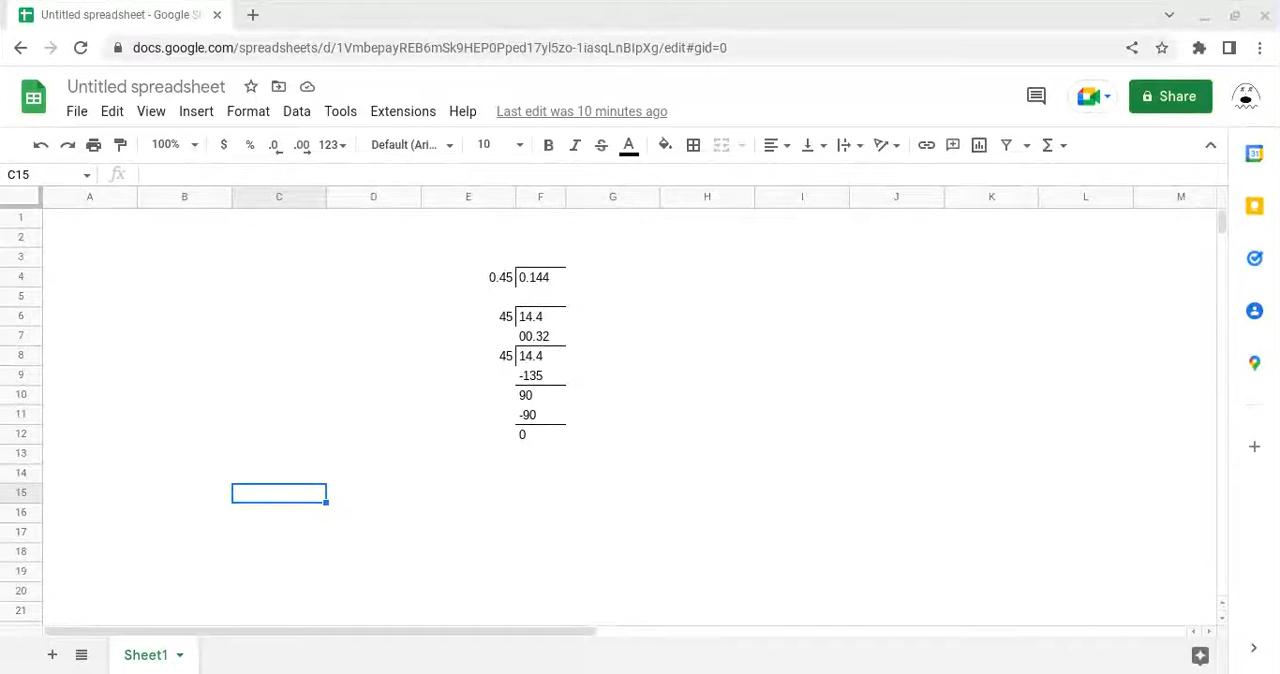 Untitled spreadsheet - Google S
docs.google.com/spreadsheets/d/1VmbepayREB6mSk9HEP0Pped17yl5zo-1iasqLnBIpXg/edit#gid=0
Untitled spreadsheet
File Edit View Insert Format Data Tools Extensions Help Last edit was 10 minutes ago
Share
100% $ % .0 .00 123 Default (Ari... 10 B I S A
C15 fx
A B C D E F G H I J K L M
1
2
3
4 0.45 0.144
5
6 45 14.4
7 00.32
8 45 14.4
9 -135
10 90
11 -90
12 0
13
14
15
16
17
18
19
20
21
Sheet1
31